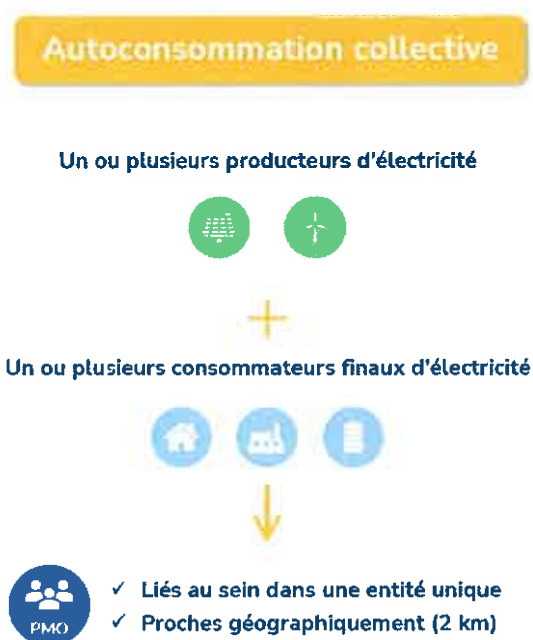 Autoconsommation collective
Un ou plusieurs producteurs d'électricité
+
Un ou plusieurs consommateurs finaux d'électricité
PMO
✓ Liés au sein dans une entité unique
✓ Proches géographiquement (2 km)